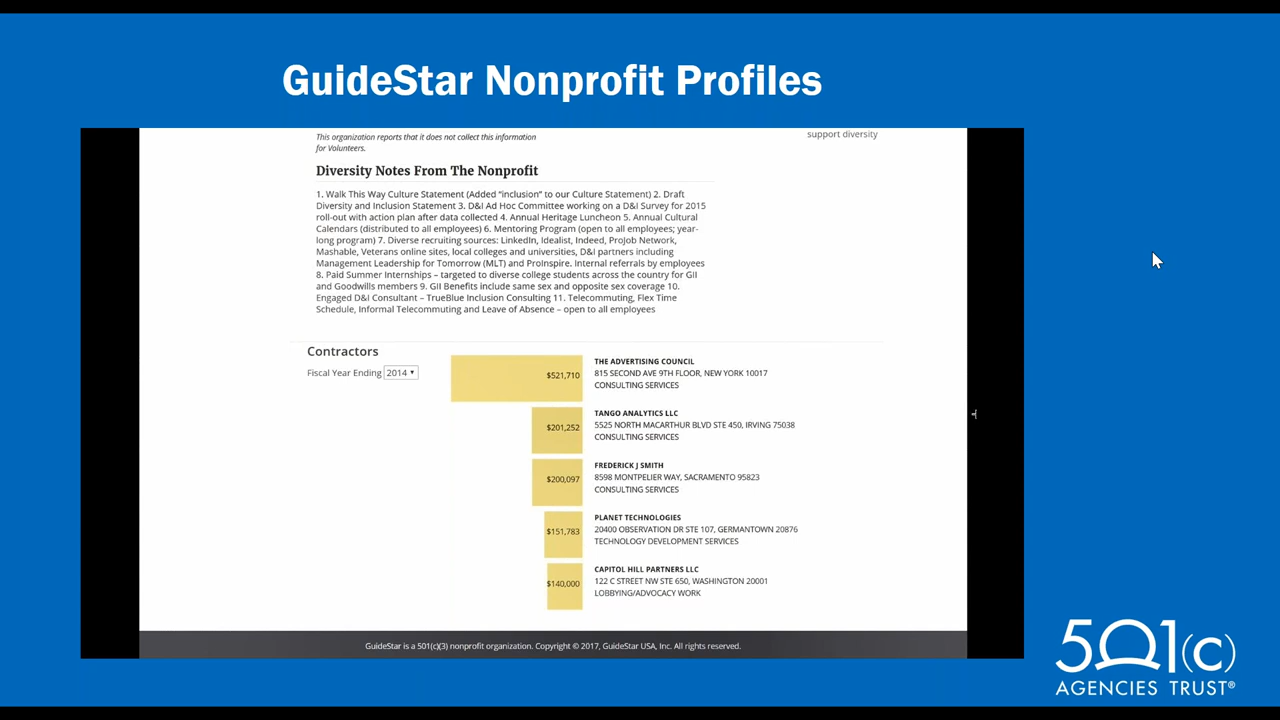 GuideStar Nonprofit Profiles
This organization reports that it does not collect this information
for Volunteers.
support diversity
Diversity Notes From The Nonprofit
1. Walk This Way Culture Statement (Added "inclusion" to our Culture Statement) 2. Draft
Diversity and Inclusion Statement 3. D&I Ad Hoc Committee working on a D&I Survey for 2015
roll-out with action plan after data collected 4. Annual Heritage Luncheon 5. Annual Cultural
Calendars (distributed to all employees) 6. Mentoring Program (open to all employees; year-
long program) 7. Diverse recruiting sources: LinkedIn, Idealist, Indeed, ProJob Network,
Mashable, Veterans online sites, local colleges and universities, D&I partners including
Management Leadership for Tomorrow (MLT) and ProInspire. Internal referrals by employees
8. Paid Summer Internships – targeted to diverse college students across the country for GII
and Goodwills members 9. GII Benefits include same sex and opposite sex coverage 10.
Engaged D&I Consultant – TrueBlue Inclusion Consulting 11. Telecommuting, Flex Time
Schedule, Informal Telecommuting and Leave of Absence – open to all employees
Contractors
Fiscal Year Ending 2014
$521,710
THE ADVERTISING COUNCIL
815 SECOND AVE 9TH FLOOR, NEW YORK 10017
CONSULTING SERVICES
$201,252
TANGO ANALYTICS LLC
5525 NORTH MACARTHUR BLVD STE 450, IRVING 75038
CONSULTING SERVICES
$200,097
FREDERICK J SMITH
8598 MONTPELIER WAY, SACRAMENTO 95823
CONSULTING SERVICES
$151,783
PLANET TECHNOLOGIES
20400 OBSERVATION DR STE 107, GERMANTOWN 20876
TECHNOLOGY DEVELOPMENT SERVICES
$140,000
CAPITOL HILL PARTNERS LLC
122 C STREET NW STE 650, WASHINGTON 20001
LOBBYING/ADVOCACY WORK
GuideStar is a 501(c)(3) nonprofit organization. Copyright © 2017, GuideStar USA, Inc. All rights reserved.
501(c)
AGENCIES TRUST®